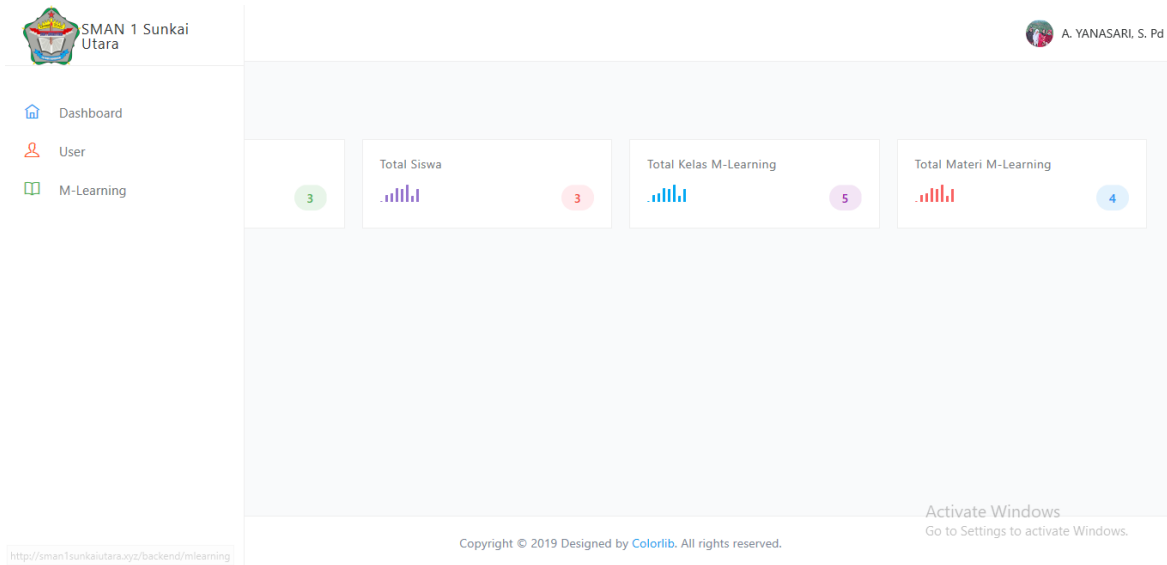 SMAN 1 Sunkai
Utara
A. YANASARI, S. Pd
Dashboard
User
M-Learning
3
Total Siswa
3
Total Kelas M-Learning
5
Total Materi M-Learning
4
Activate Windows
Go to Settings to activate Windows.
Copyright © 2019 Designed by Colorlib. All rights reserved.
http://sman1sunkaiutara.xyz/backend/mlearning